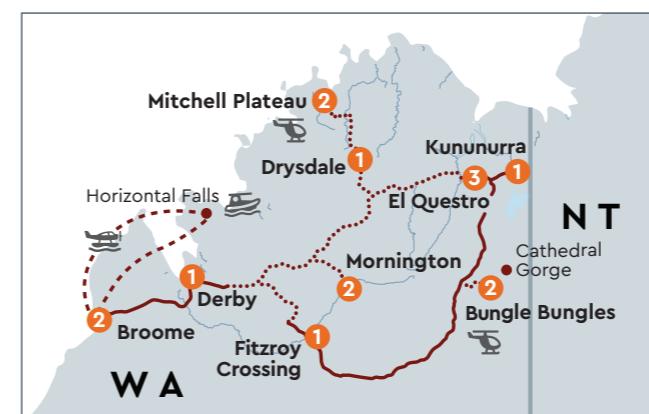 Mitchell Plateau 2
1
Drysdale
Kununurra
3 1
El Questro
Horizontal Falls
N T
Cathedral
Gorge
Mornington
2
2
Bungle Bungles
1
Derby
2
Broome
1
Fitzroy
Crossing
W A